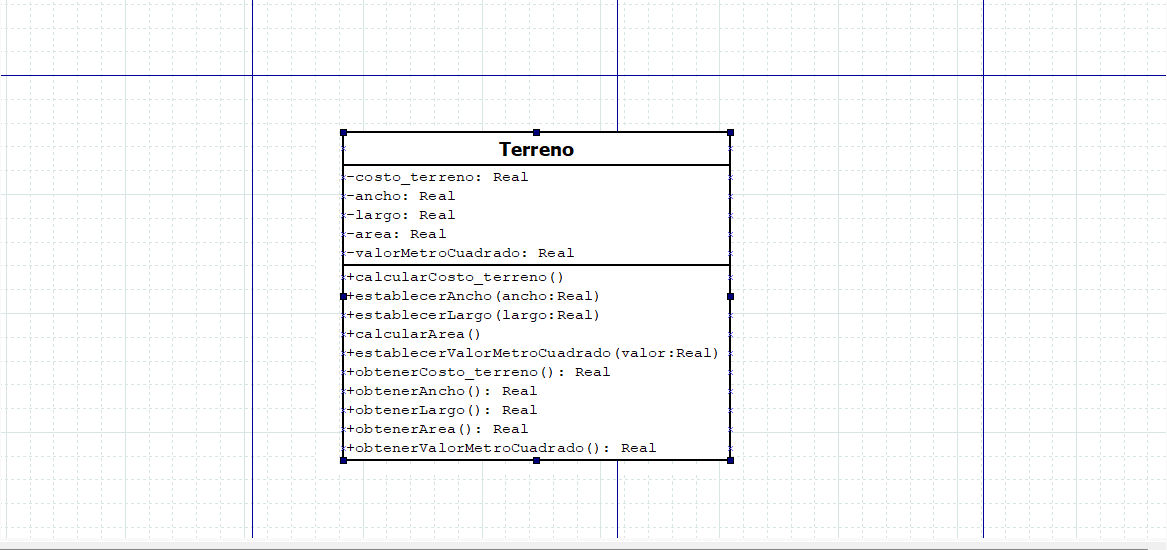 Terreno
-costo_terreno: Real
-ancho: Real
-largo: Real
-area: Real
-valorMetroCuadrado: Real
+calcularCosto_terreno()
+establecerAncho(ancho:Real)
+establecerLargo(largo:Real)
+calcularArea()
+establecerValorMetroCuadrado(valor:Real)
+obtenerCosto_terreno(): Real
+obtenerAncho(): Real
+obtenerLargo(): Real
+obtenerArea(): Real
+obtenerValorMetroCuadrado(): Real